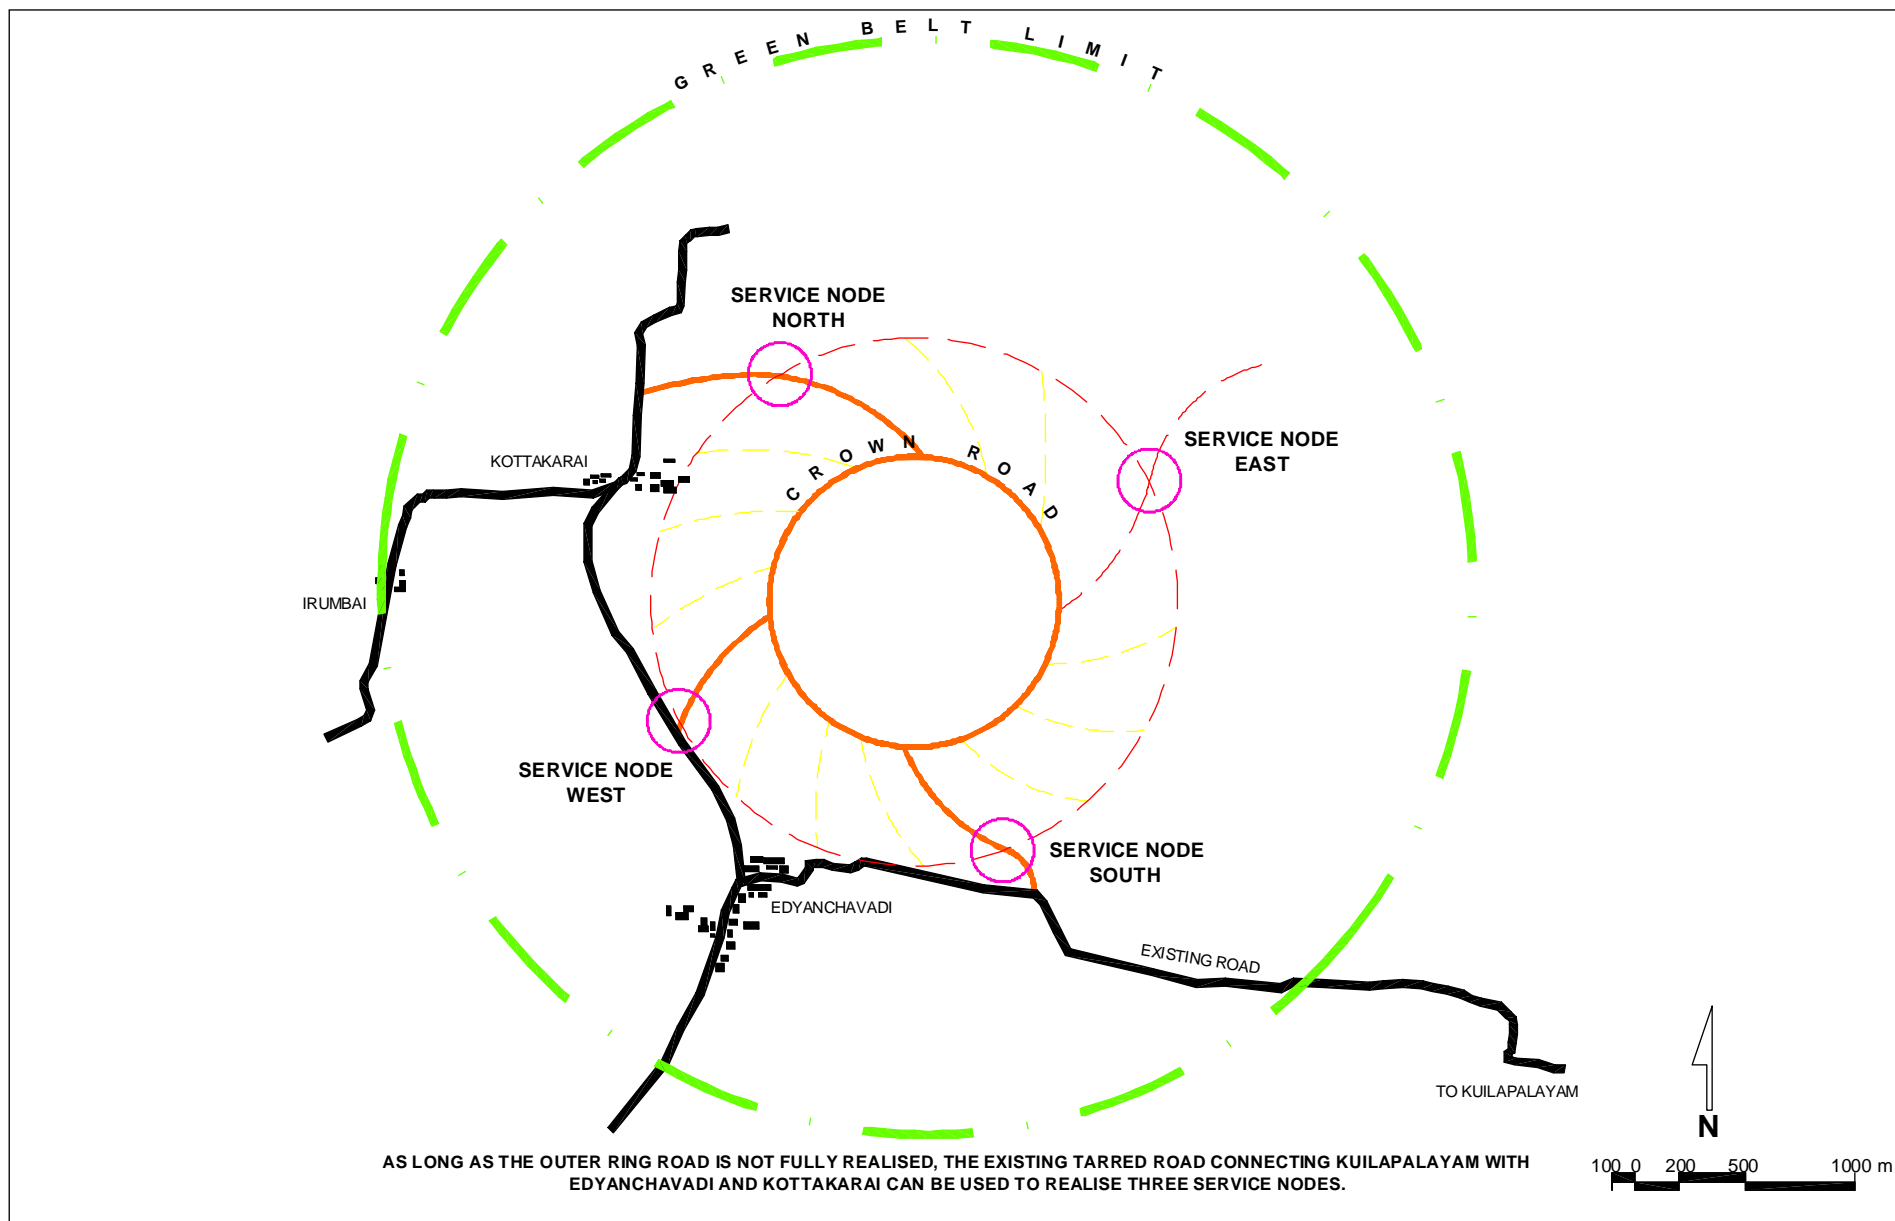 GREEN BELT LIMIT
SERVICE NODE
NORTH
CROWN ROAD
SERVICE NODE
EAST
KOTTAKARAI
IRUMBAI
SERVICE NODE
WEST
SERVICE NODE
SOUTH
EDYANCHAVADI
EXISTING ROAD
TO KUILAPALAYAM
N
AS LONG AS THE OUTER RING ROAD IS NOT FULLY REALISED, THE EXISTING TARRED ROAD CONNECTING KUILAPALAYAM WITH
EDYANCHAVADI AND KOTTAKARAI CAN BE USED TO REALISE THREE SERVICE NODES.
100 0 200 500 1000 m